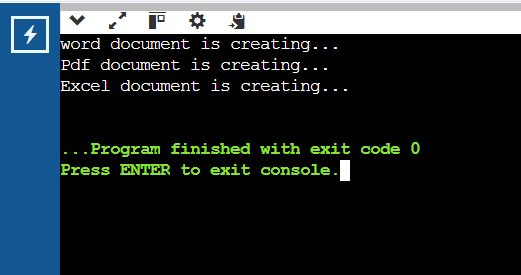 word document is creating...
Pdf document is creating...
Excel document is creating...
...Program finished with exit code 0
Press ENTER to exit console.